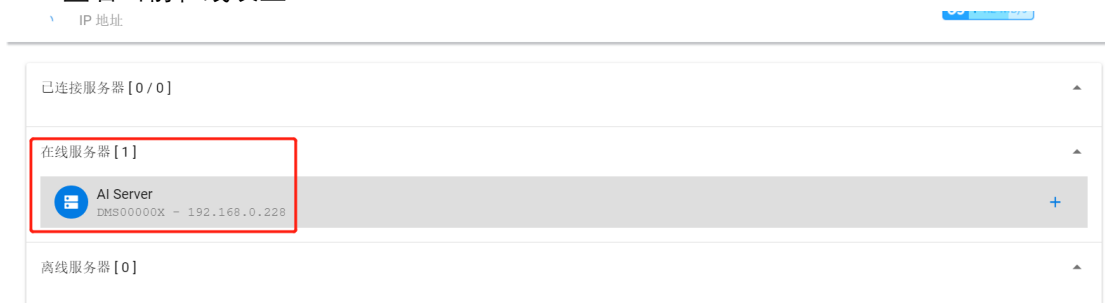 IP 地址
已连接服务器 [ 0 / 0 ]
在线服务器 [ 1 ]
AI Server
DMS00000X - 192.168.0.228
离线服务器 [ 0 ]